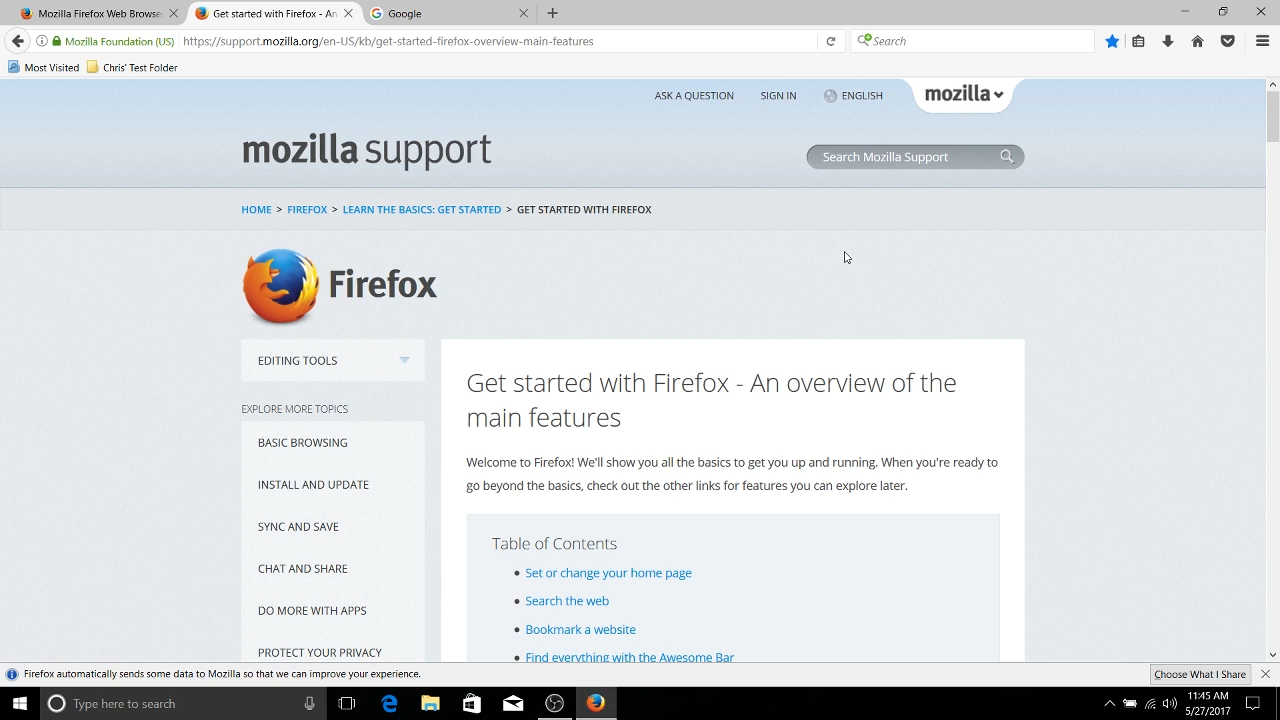 Mozilla Firefox Web Browse
Get started with Firefox - An
Google
Mozilla Foundation (US)
https://support.mozilla.org/en-US/kb/get-started-firefox-overview-main-features
Search
Most Visited
Chris' Test Folder
ASK A QUESTION
SIGN IN
ENGLISH
mozilla
mozilla support
Search Mozilla Support
HOME > FIREFOX > LEARN THE BASICS: GET STARTED > GET STARTED WITH FIREFOX
Firefox
EDITING TOOLS
EXPLORE MORE TOPICS
BASIC BROWSING
INSTALL AND UPDATE
SYNC AND SAVE
CHAT AND SHARE
DO MORE WITH APPS
PROTECT YOUR PRIVACY
Get started with Firefox - An overview of the
main features
Welcome to Firefox! We'll show you all the basics to get you up and running. When you're ready to
go beyond the basics, check out the other links for features you can explore later.
Table of Contents
Set or change your home page
Search the web
Bookmark a website
Find everything with the Awesome Bar
Firefox automatically sends some data to Mozilla so that we can improve your experience.
Choose What I Share
Type here to search
11:45 AM
5/27/2017